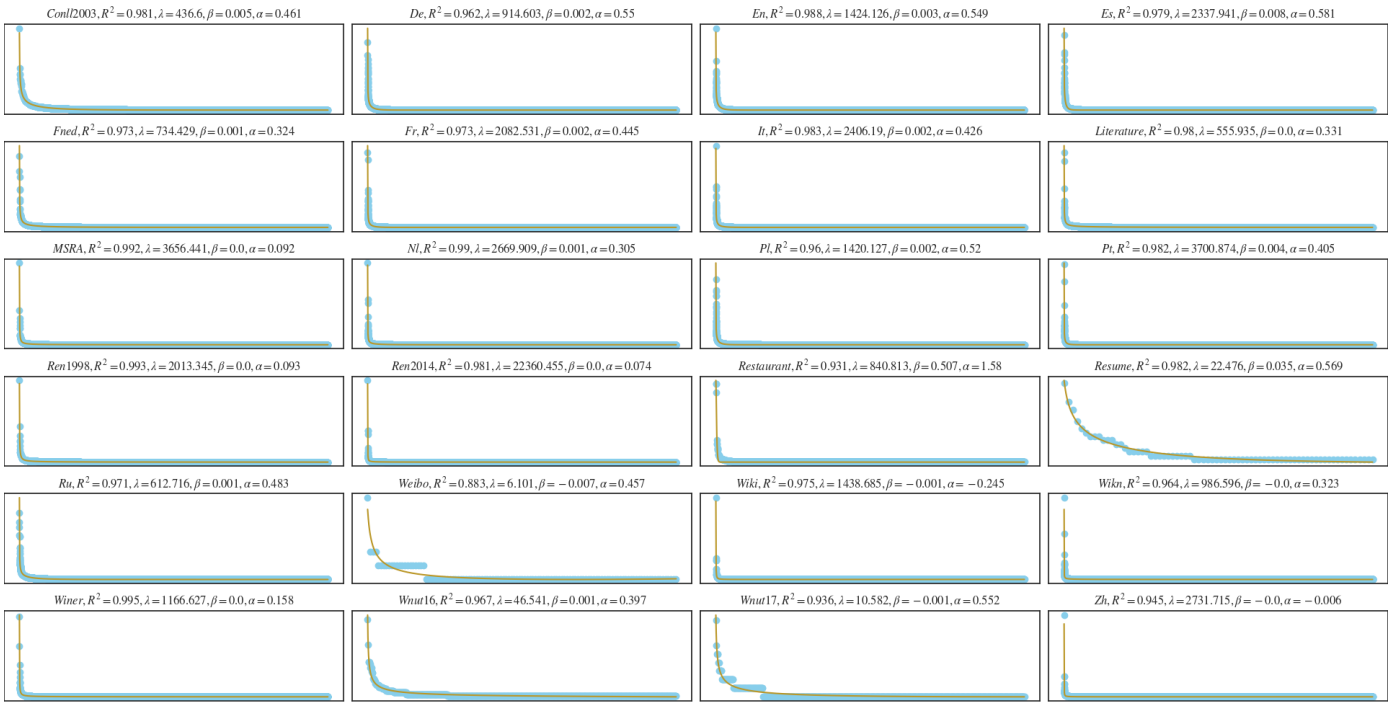 Conll2003, R² = 0.981, λ = 436.6, β = 0.005, α = 0.461
De, R² = 0.962, λ = 914.603, β = 0.002, α = 0.55
En, R² = 0.988, λ = 1424.126, β = 0.003, α = 0.549
Es, R² = 0.979, λ = 2337.941, β = 0.008, α = 0.581
Fned, R² = 0.973, λ = 734.429, β = 0.001, α = 0.324
Fr, R² = 0.973, λ = 2082.531, β = 0.002, α = 0.445
It, R² = 0.983, λ = 2406.19, β = 0.002, α = 0.426
Literature, R² = 0.98, λ = 555.935, β = 0.0, α = 0.331
MSRA, R² = 0.992, λ = 3656.441, β = 0.0, α = 0.092
Nl, R² = 0.99, λ = 2669.909, β = 0.001, α = 0.305
Pl, R² = 0.96, λ = 1420.127, β = 0.002, α = 0.52
Pt, R² = 0.982, λ = 3700.874, β = 0.004, α = 0.405
Ren1998, R² = 0.993, λ = 2013.345, β = 0.0, α = 0.093
Ren2014, R² = 0.981, λ = 22360.455, β = 0.0, α = 0.074
Restaurant, R² = 0.931, λ = 840.813, β = 0.507, α = 1.58
Resume, R² = 0.982, λ = 22.476, β = 0.035, α = 0.569
Ru, R² = 0.971, λ = 612.716, β = 0.001, α = 0.483
Weibo, R² = 0.883, λ = 6.101, β = −0.007, α = 0.457
Wiki, R² = 0.975, λ = 1438.685, β = −0.001, α = −0.245
Wikn, R² = 0.964, λ = 986.596, β = −0.0, α = 0.323
Winer, R² = 0.995, λ = 1166.627, β = 0.0, α = 0.158
Wnut16, R² = 0.967, λ = 46.541, β = 0.001, α = 0.397
Wnut17, R² = 0.936, λ = 10.582, β = −0.001, α = 0.552
Zh, R² = 0.945, λ = 2731.715, β = −0.0, α = −0.006